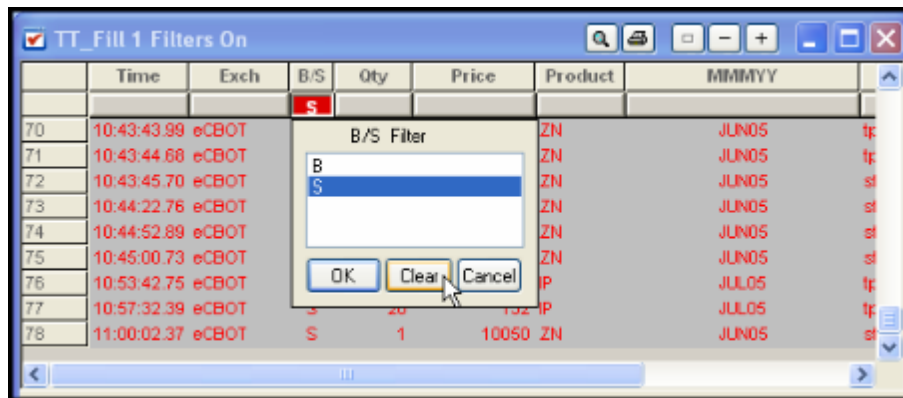 TT_Fill 1 Filters On
Time Exch B/S Qty Price Product MMMYY
S
B/S Filter
B
S
OK Clear Cancel
70 10:43:43.99 eCBOT ZN JUN05
71 10:43:44.68 eCBOT ZN JUN05
72 10:43:45.70 eCBOT ZN JUN05
73 10:44:22.76 eCBOT ZN JUN05
74 10:44:52.89 eCBOT ZN JUN05
75 10:45:00.73 eCBOT ZN JUN05
76 10:53:42.75 eCBOT IP JUL05
77 10:57:32.39 eCBOT S 20 132 IP JUL05
78 11:00:02.37 eCBOT S 1 10050 ZN JUN05